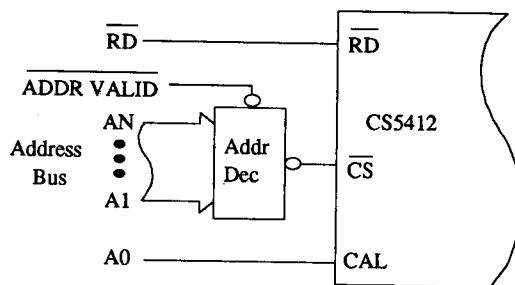 RD RD
ADDR VALID
AN CS5412
Address Addr
Bus Dec CS
A1
A0 CAL